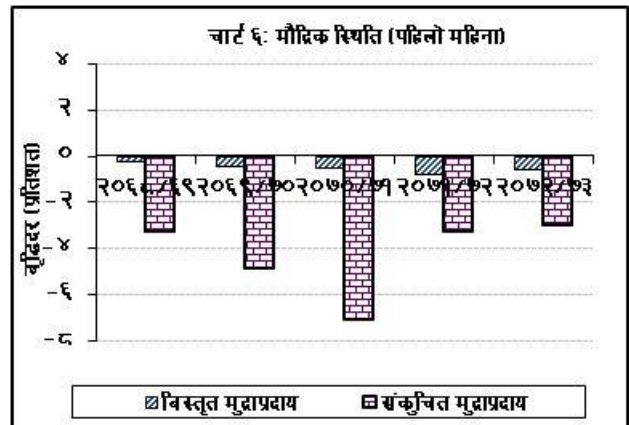 चार्ट ६: मौद्रिक स्थिति (पहिलो महिना)
४
२
०
-२
-४
-६
-८
वृद्धिदर (प्रतिशत)
२०६८/६९ २०६९/७० २०७०/७१ २०७१/७२ २०७२/७३
विस्तृत मुद्राप्रदाय संकुचित मुद्राप्रदाय